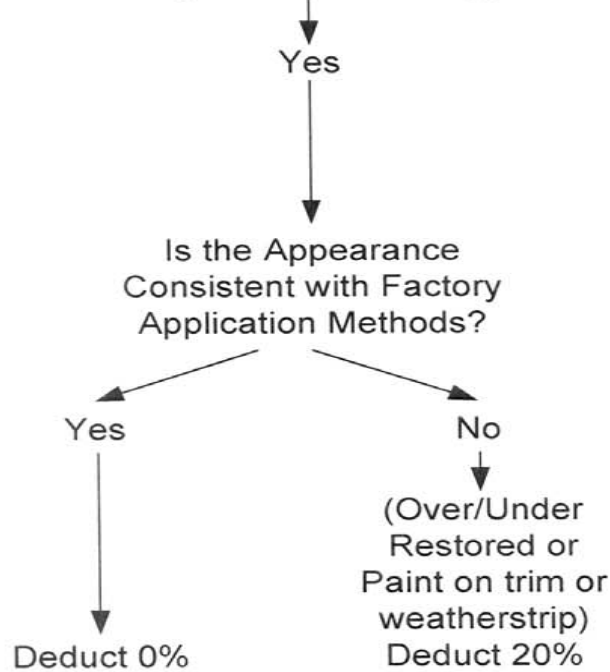 Yes
Is the Appearance
Consistent with Factory
Application Methods?
Yes
No
(Over/Under
Restored or
Paint on trim or
weatherstrip)
Deduct 20%
Deduct 0%